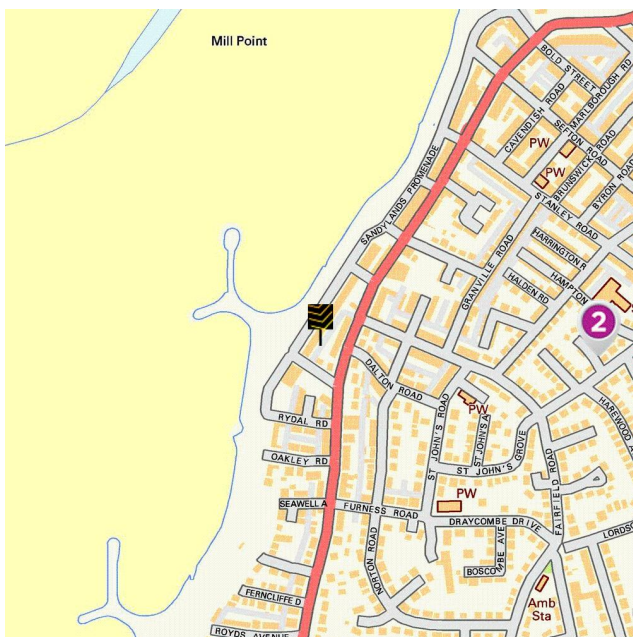 Mill Point
BOLD STREET
MARLBOROUGH RD
CAVENDISH ROAD
SEFTON ROAD
PW
PW
BRUNSWICK ROAD
BYRON ROAD
SANDYLANDS PROMENADE
STANLEY ROAD
HARRINGTON R
GRANVILLE ROAD
HALDEN RD
HAMPTON
2
DALTON ROAD
PW
RYDAL RD
ST JOHN'S ROAD
ST JOHN'S A
HAREWOOD A
OAKLEY RD
ST JOHN'S GROVE
FAIRFIELD ROAD
PW
SEAWELL A
FURNESS ROAD
DRAYCOMBE DRIVE
LORDS
NORTON ROAD
BOSCOMBE AVE
FERNCLIFFE D
Amb
Sta
ROYDS AVENUE